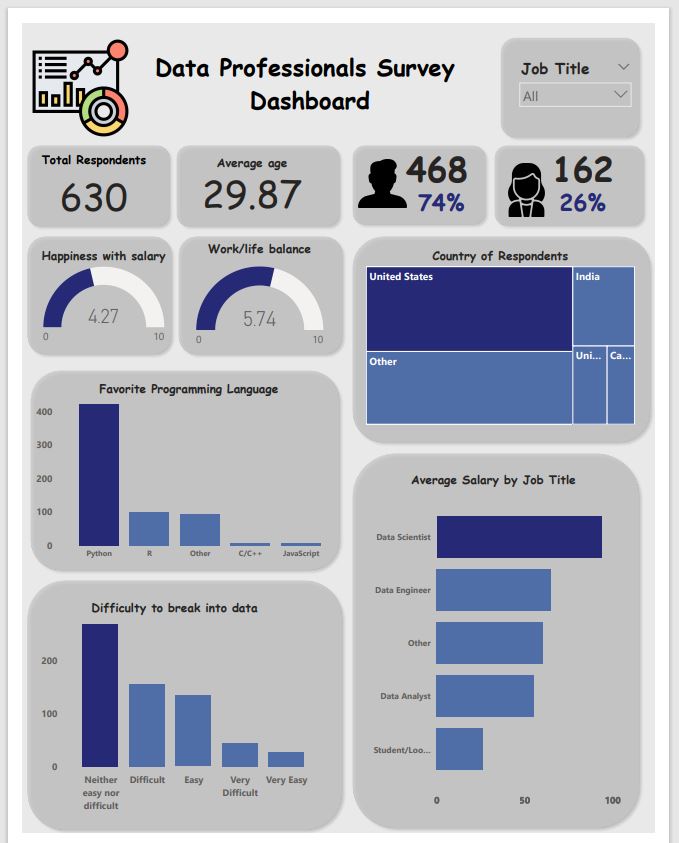 Data Professionals Survey
Dashboard
Job Title
All
Total Respondents
630
Average age
29.87
468
74%
162
26%
Happiness with salary
4.27
0
10
Work/life balance
5.74
0
10
Country of Respondents
United States
India
Other
Uni...
Ca...
Favorite Programming Language
400
300
200
100
0
Python
R
Other
C/C++
JavaScript
Average Salary by Job Title
Data Scientist
Data Engineer
Other
Data Analyst
Student/Loo...
0
50
100
Difficulty to break into data
200
100
0
Neither
easy nor
difficult
Difficult
Easy
Very
Difficult
Very Easy